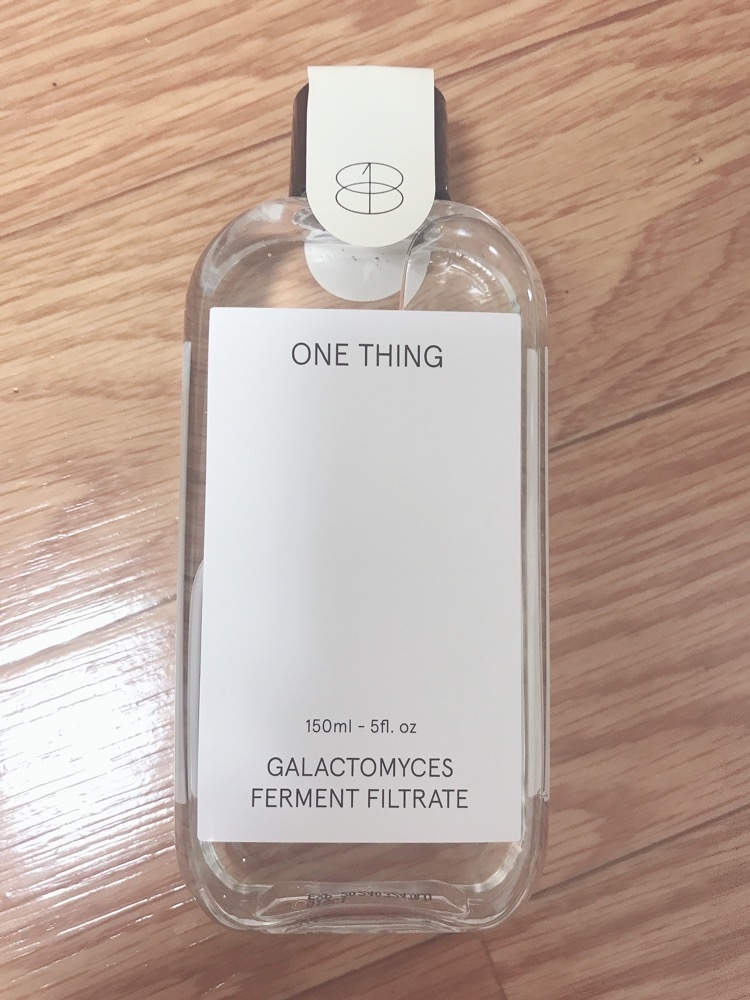 ONE THING
150ml - 5fl. oz
GALACTOMYCES
FERMENT FILTRATE